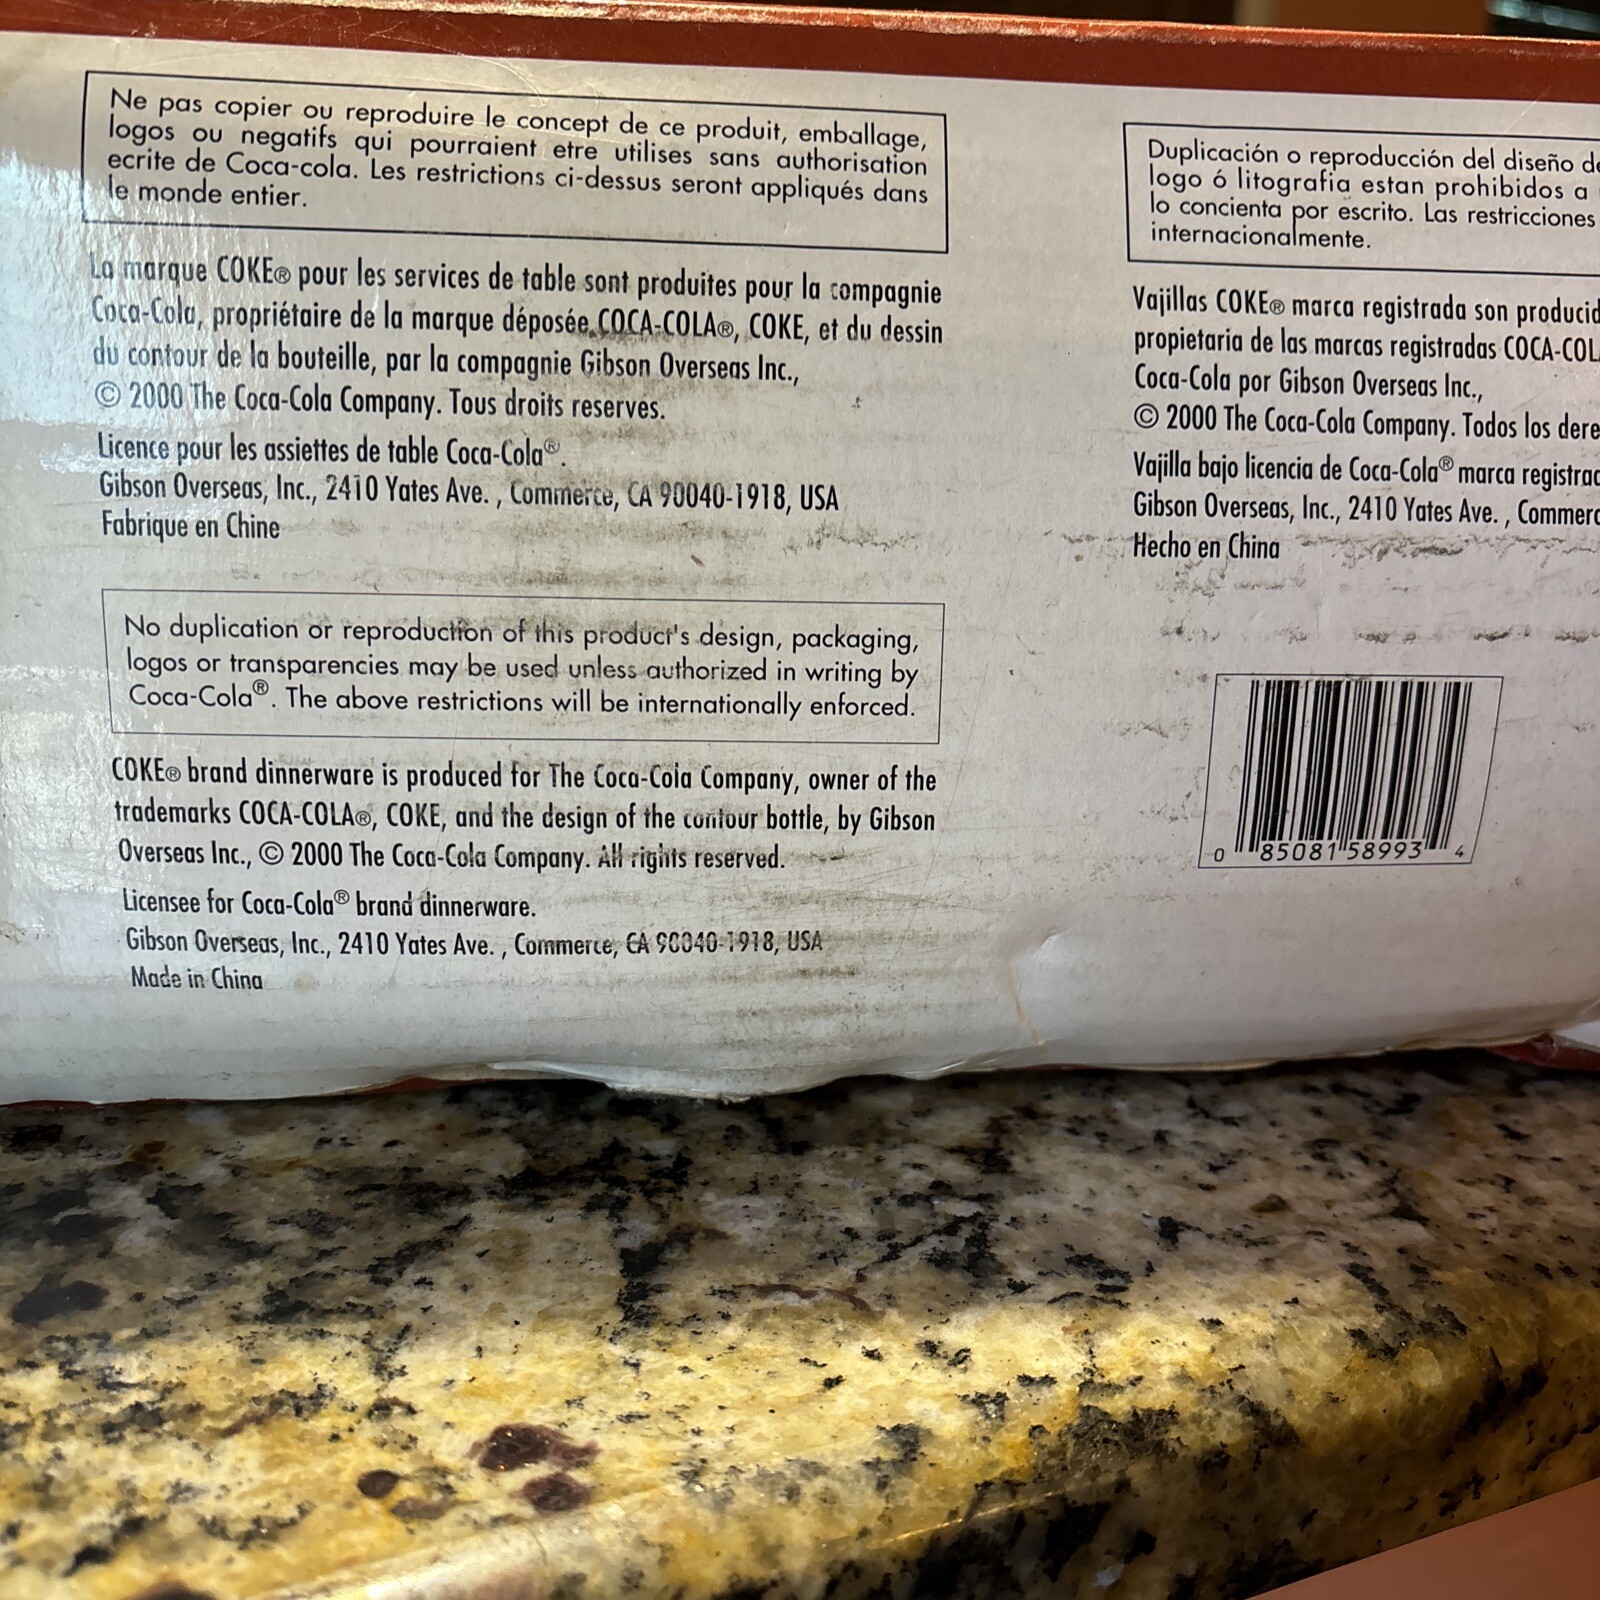 Ne pas copier ou reproduire le concept de ce produit, emballage,
logos ou negatifs qui pourraient etre utilises sans authorisation
ecrite de Coca-cola. Les restrictions ci-dessus seront appliqués dans
le monde entier.
La marque COKE® pour les services de table sont produites pour la compagnie
Coca-Cola, propriétaire de la marque déposée COCA-COLA®, COKE, et du dessin
du contour de la bouteille, par la compagnie Gibson Overseas Inc.,
© 2000 The Coca-Cola Company. Tous droits reserves.
Licence pour les assiettes de table Coca-Cola®.
Gibson Overseas, Inc., 2410 Yates Ave. , Commerce, CA 90040-1918, USA
Fabrique en Chine
No duplication or reproduction of this product's design, packaging,
logos or transparencies may be used unless authorized in writing by
Coca-Cola®. The above restrictions will be internationally enforced.
COKE® brand dinnerware is produced for The Coca-Cola Company, owner of the
trademarks COCA-COLA®, COKE, and the design of the contour bottle, by Gibson
Overseas Inc., © 2000 The Coca-Cola Company. All rights reserved.
Licensee for Coca-Cola® brand dinnerware.
Gibson Overseas, Inc., 2410 Yates Ave. , Commerce, CA 90040-1918, USA
Made in China
Duplicación o reproducción del diseño de
logo ó litografia estan prohibidos a
lo concienta por escrito. Las restricciones
internacionalmente.
Vajillas COKE® marca registrada son producid
propietaria de las marcas registradas COCA-COL
Coca-Cola por Gibson Overseas Inc.,
© 2000 The Coca-Cola Company. Todos los dere
Vajilla bajo licencia de Coca-Cola® marca registrad
Gibson Overseas, Inc., 2410 Yates Ave. , Commerc
Hecho en China
0 85081 58993 4